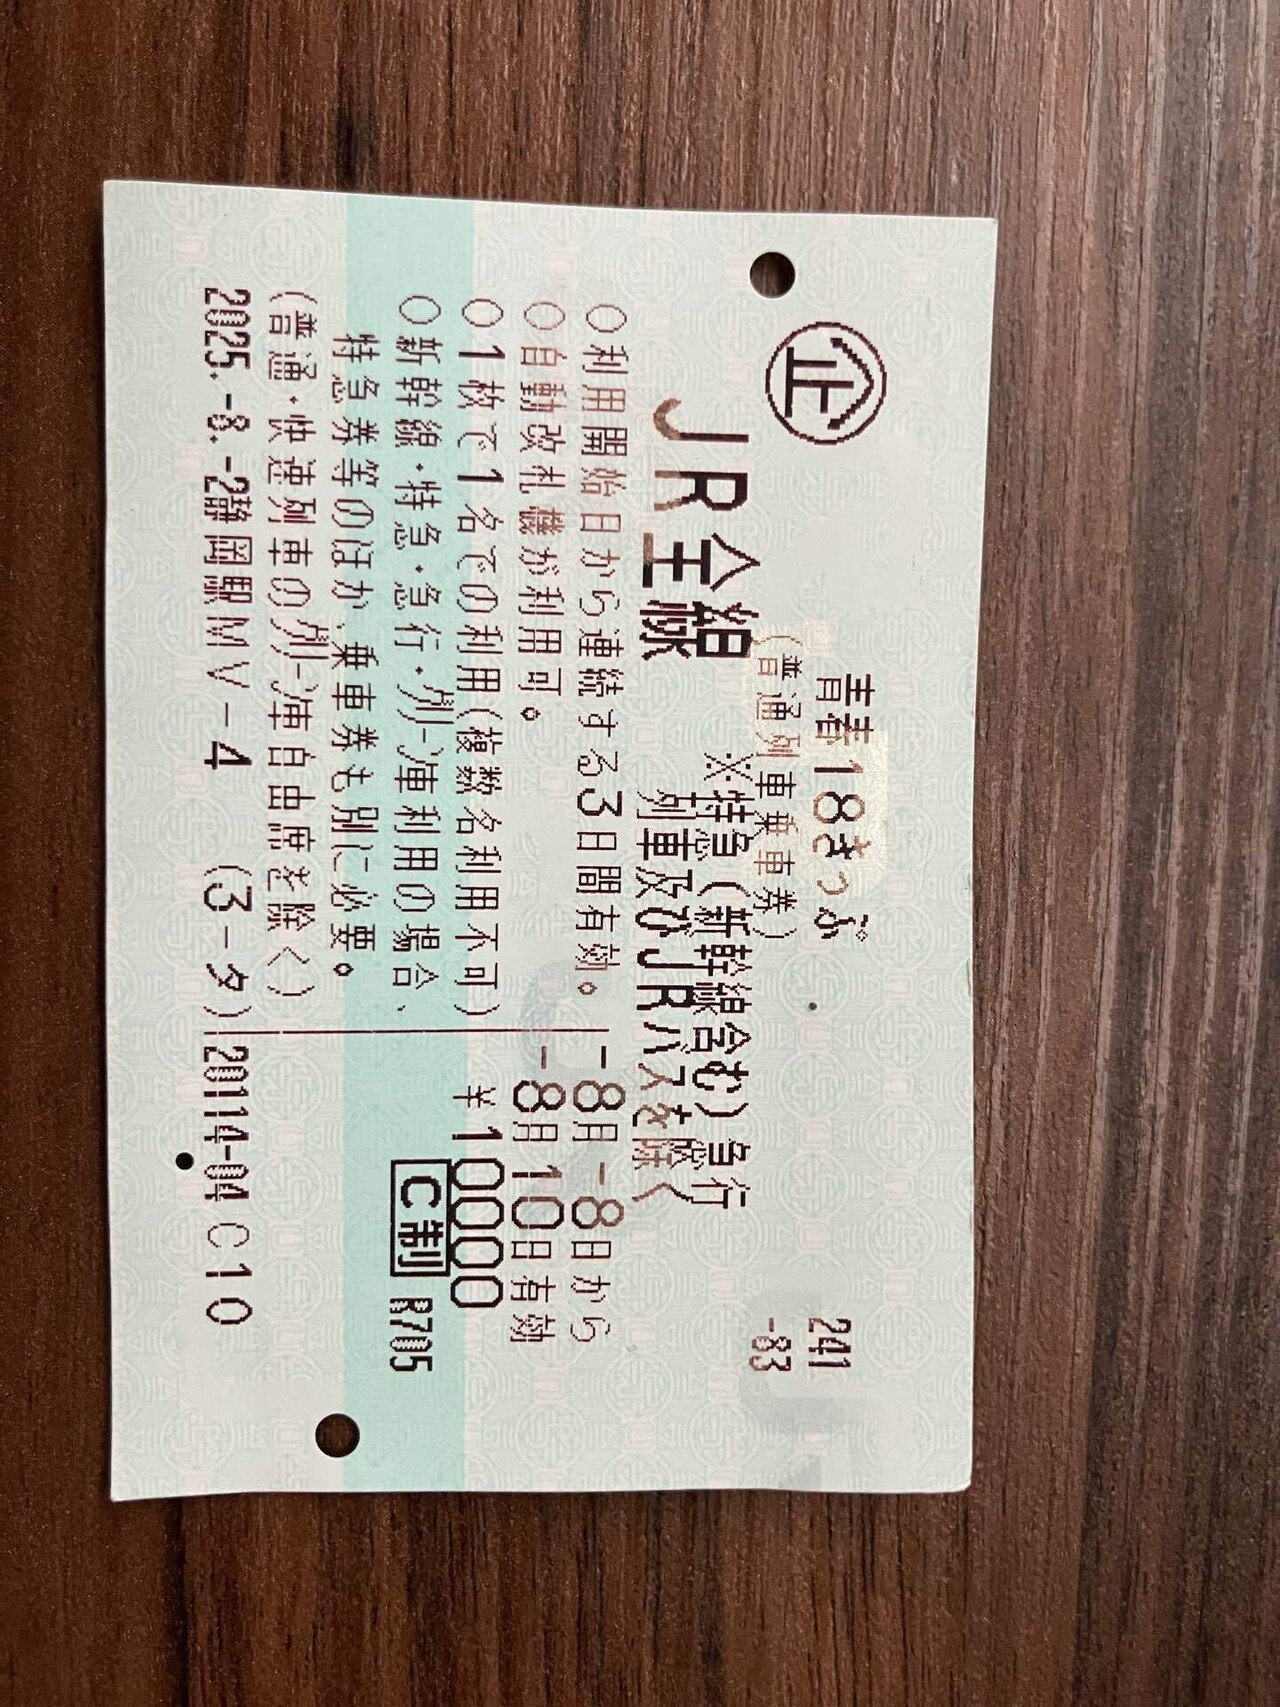 企
青春18きっぷ
241
(普通列車乗車券)
-83
JR全線
※特急(新幹線含む)急行
列車及びJRバスを除く
○利用開始日から連続する3日間有効。
-8月-8日から
○自動改札機が利用可。
-8月10日有効
○1枚で1名での利用(複数名利用不可)
¥10000
○新幹線・特急・急行・グリーン車利用の場合、
C制 R705
特急券等のほか、乗車券も別に必要。
(普通・快速列車のグリーン車自由席を除く)
2025.-8.-2静岡駅MV-4 (3-タ)20114-04 C10